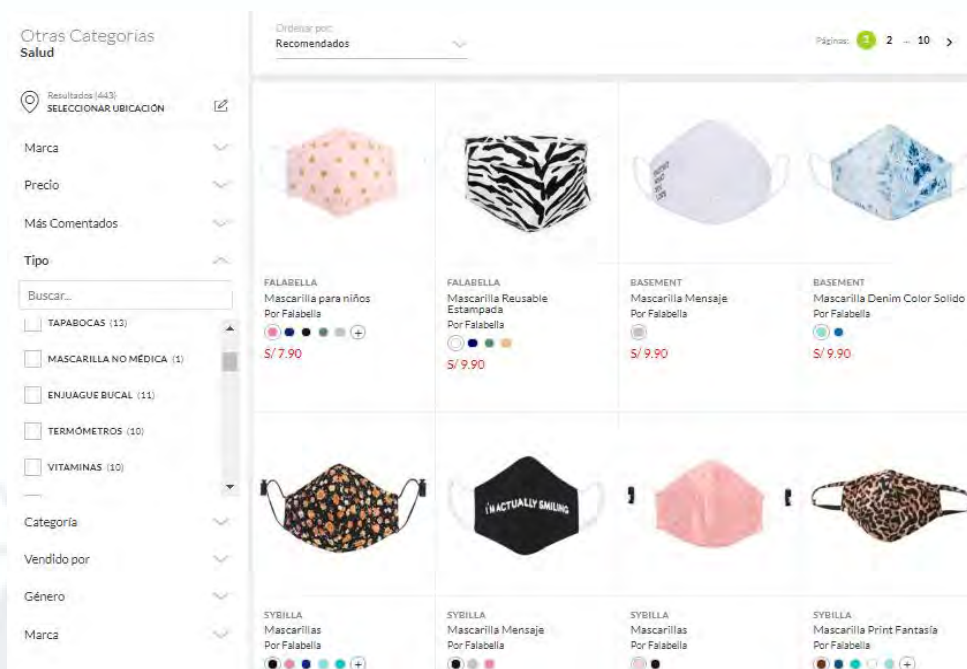 Otras Categorías
Salud
Resultados (443)
SELECCIONAR UBICACIÓN
Marca
Precio
Más Comentados
Tipo
Buscar...
TAPABOCAS (13)
MASCARILLA NO MÉDICA (1)
ENJUAGUE BUCAL (11)
TERMÓMETROS (10)
VITAMINAS (10)
Categoría
Vendido por
Género
Marca
Ordenar por:
Recomendados
Páginas: 1 2 ... 10 >
FALABELLA
Mascarilla para niños
Por Falabella
S/ 7.90
FALABELLA
Mascarilla Reusable
Estampada
Por Falabella
S/ 9.90
BASEMENT
Mascarilla Mensaje
Por Falabella
S/ 9.90
BASEMENT
Mascarilla Denim Color Solido
Por Falabella
S/ 9.90
I'M ACTUALLY SMILING
SYBILLA
Mascarillas
Por Falabella
SYBILLA
Mascarilla Mensaje
Por Falabella
SYBILLA
Mascarillas
Por Falabella
SYBILLA
Mascarilla Print Fantasía
Por Falabella